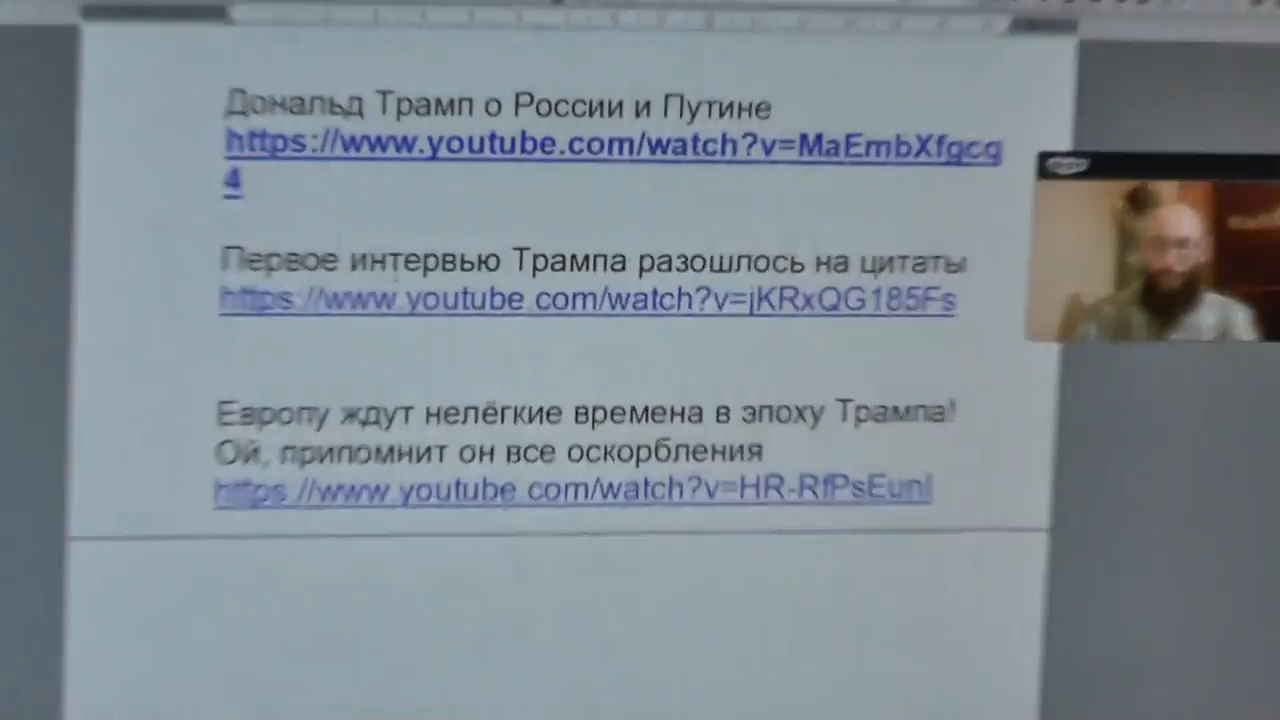 Дональд Трамп о России и Путине
https://www.youtube.com/watch?v=MaEmbXfgcg
4
Первое интервью Трампа разошлось на цитаты
https://www.youtube.com/watch?v=jKRxQG185Fs
Европу ждут нелёгкие времена в эпоху Трампа!
Ой, припомнит он все оскорбления
https://www.youtube.com/watch?v=HR-RfPsEunI